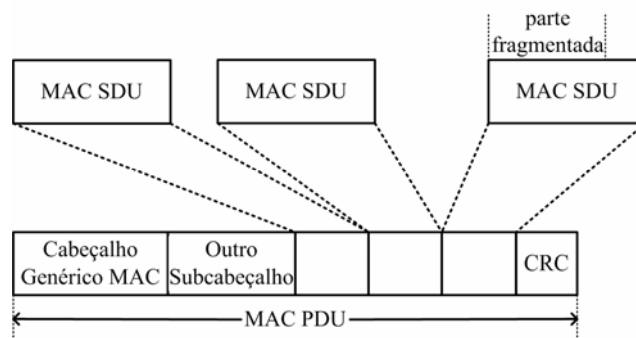 parte
fragmentada
MAC SDU
MAC SDU
MAC SDU
Cabeçalho
Genérico MAC
Outro
Subcabeçalho
CRC
MAC PDU